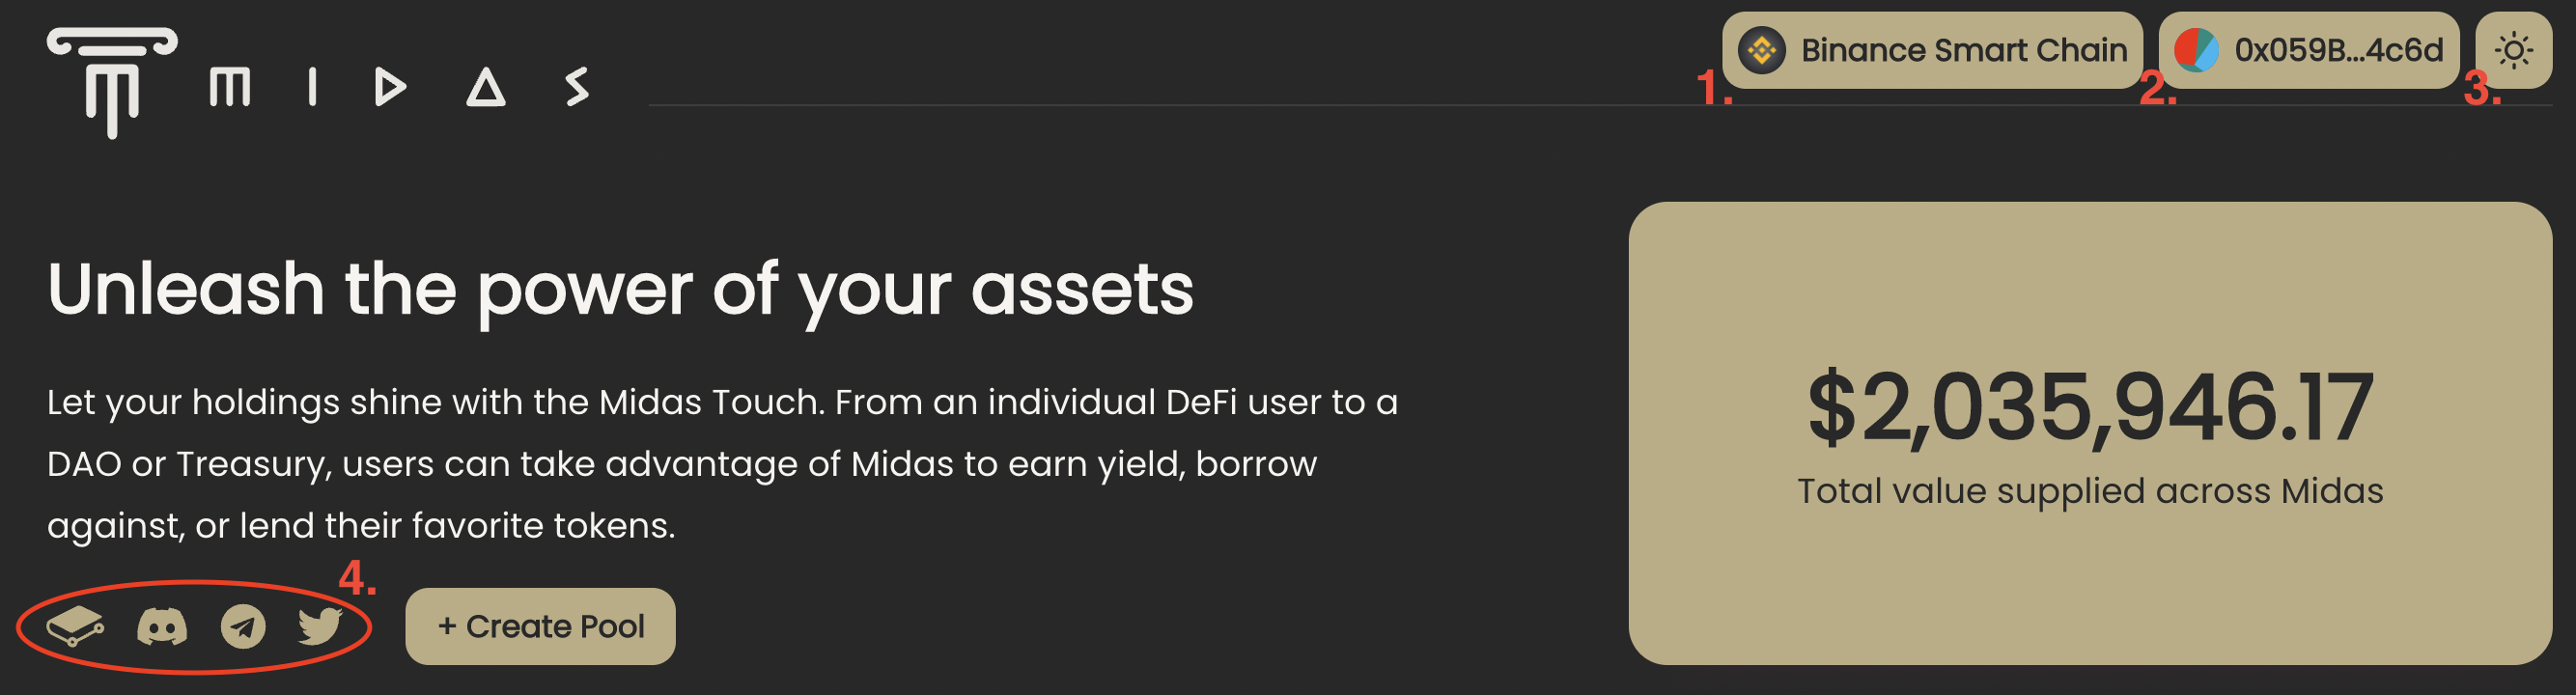 MIDAS
Binance Smart Chain
0x059B...4c6d
1.
2.
3.
Unleash the power of your assets
Let your holdings shine with the Midas Touch. From an individual DeFi user to a
DAO or Treasury, users can take advantage of Midas to earn yield, borrow
against, or lend their favorite tokens.
4.
+ Create Pool
$2,035,946.17
Total value supplied across Midas